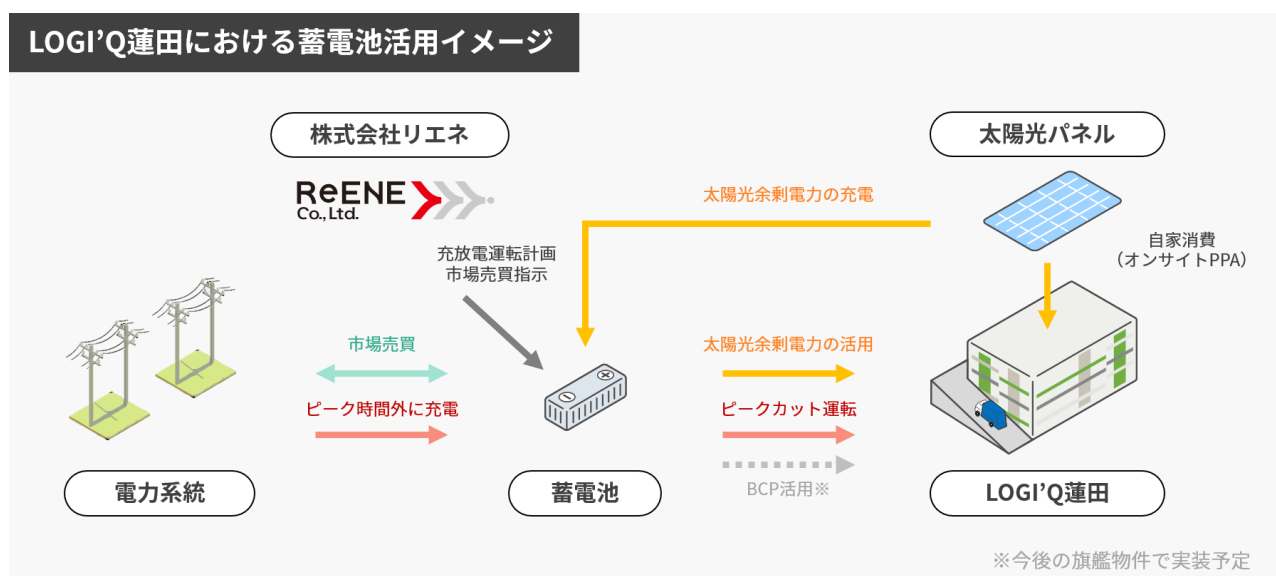 LOGI’Q蓮田における蓄電池活用イメージ
株式会社リエネ
太陽光パネル
ReENE
Co.,Ltd.
太陽光余剰電力の充電
自家消費
（オンサイトPPA）
充放電運転計画
市場売買指示
市場売買
太陽光余剰電力の活用
ピーク時間外に充電
ピークカット運転
BCP活用※
電力系統
蓄電池
LOGI’Q蓮田
※今後の旗艦物件で実装予定